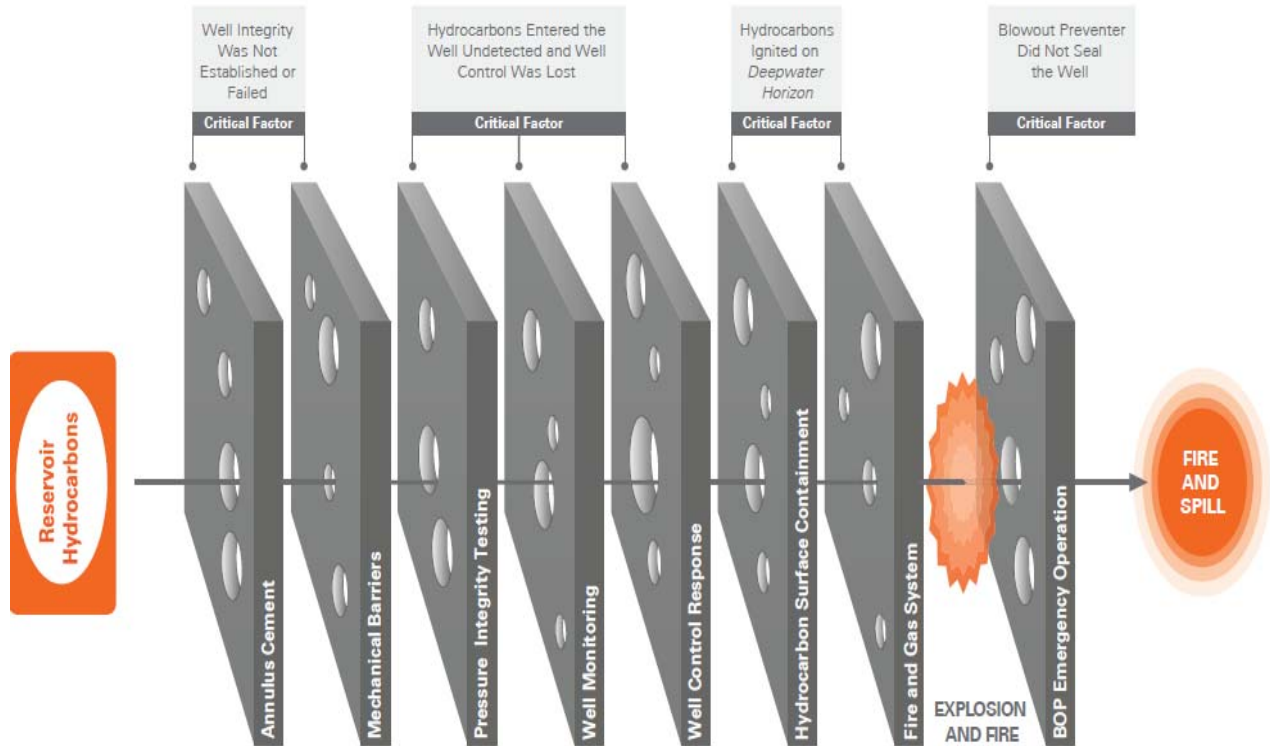 Well Integrity
Was Not
Established or
Failed
Critical Factor
Hydrocarbons Entered the
Well Undetected and Well
Control Was Lost
Critical Factor
Hydrocarbons
Ignited on
Deepwater
Horizon
Critical Factor
Blowout Preventer
Did Not Seal
the Well
Critical Factor
Reservoir
Hydrocarbons
Annulus Cement
Mechanical Barriers
Pressure Integrity Testing
Well Monitoring
Well Control Response
Hydrocarbon Surface Containment
Fire and Gas System
EXPLOSION
AND FIRE
BOP Emergency Operation
FIRE
AND
SPILL